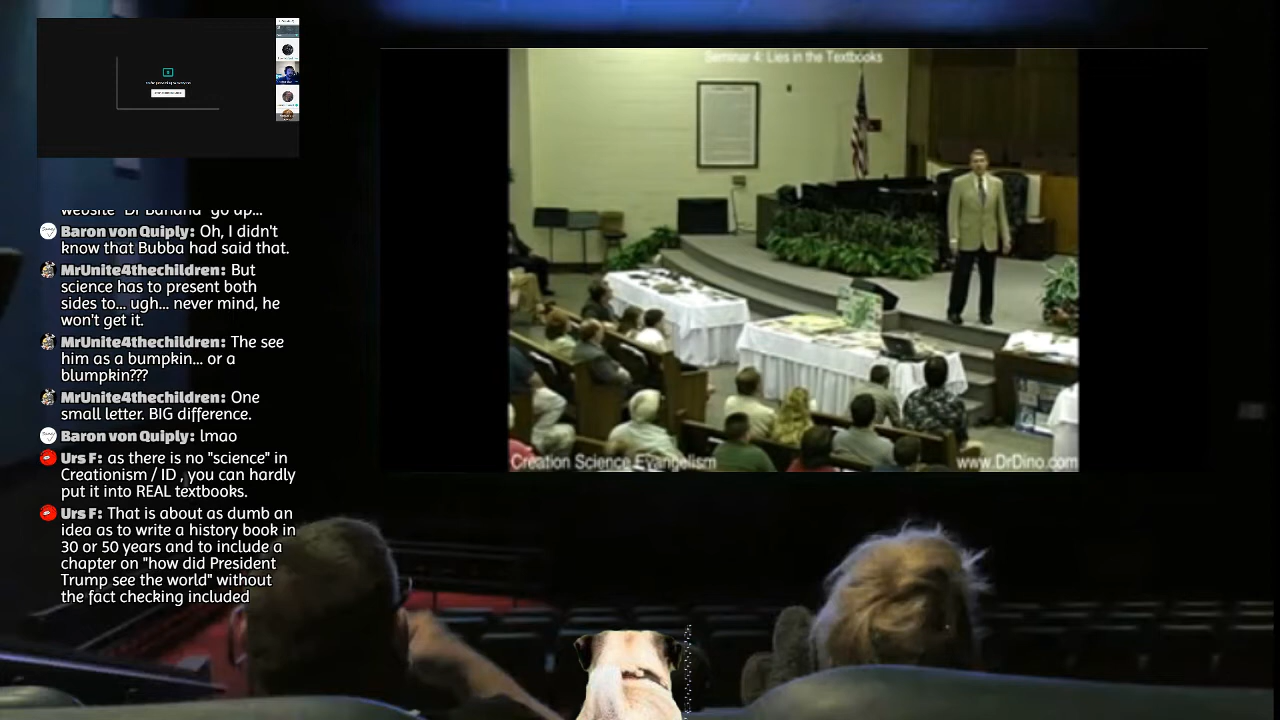 Seminar 4: Lies in the Textbooks
website "Dr Banana" go up...
Baron von Quiply: Oh, I didn't
know that Bubba had said that.
MrUnite4thechildren: But
science has to present both
sides to... ugh... never mind, he
won't get it.
MrUnite4thechildren: The see
him as a bumpkin... or a
blumpkin???
MrUnite4thechildren: One
small letter. BIG difference.
Baron von Quiply: lmao
Urs F: as there is no "science" in
Creationism / ID , you can hardly
put it into REAL textbooks.
Urs F: That is about as dumb an
idea as to write a history book in
30 or 50 years and to include a
chapter on "how did President
Trump see the world" without
the fact checking included
Creation Science Evangelism
www.DrDino.com